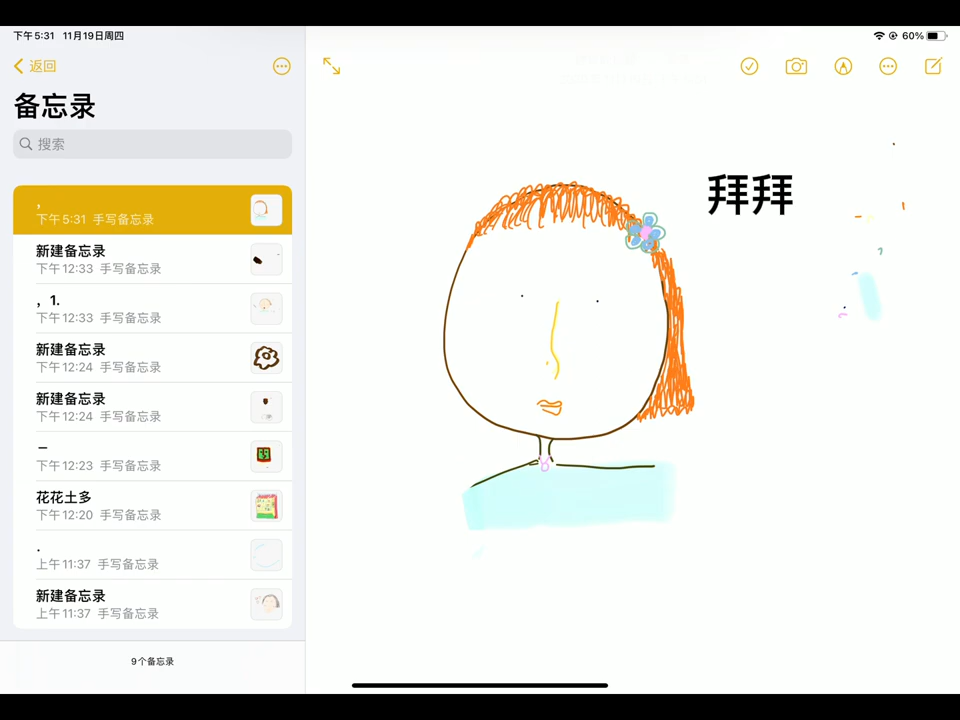 下午5:31 11月19日周四
60%
返回
备忘录
搜索
,
下午5:31 手写备忘录
新建备忘录
下午12:33 手写备忘录
，1.
下午12:33 手写备忘录
新建备忘录
下午12:24 手写备忘录
新建备忘录
下午12:24 手写备忘录
–
下午12:23 手写备忘录
花花土多
下午12:20 手写备忘录
.
上午11:37 手写备忘录
新建备忘录
上午11:37 手写备忘录
9个备忘录
拜拜